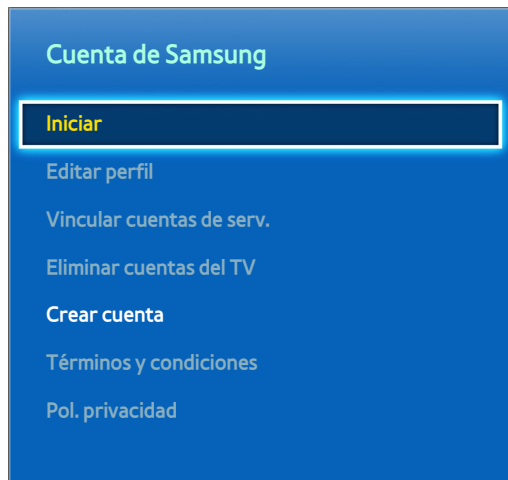 Cuenta de Samsung
Iniciar
Editar perfil
Vincular cuentas de serv.
Eliminar cuentas del TV
Crear cuenta
Términos y condiciones
Pol. privacidad